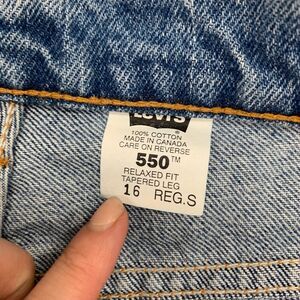 Levi's
®
100% COTTON
MADE IN CANADA
CARE ON REVERSE
550™
RELAXED FIT
TAPERED LEG
16 REG.S